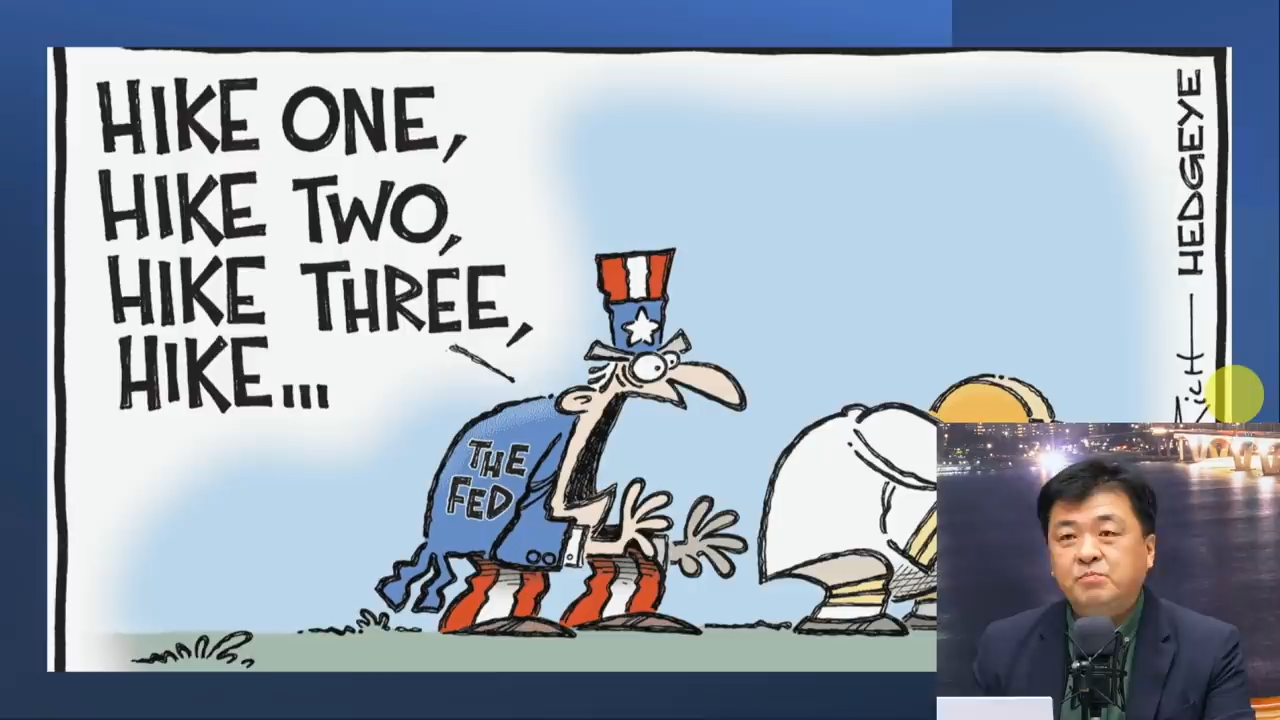 HIKE ONE,
HIKE TWO,
HIKE THREE,
HIKE...
THE
FED
HEDGEYE